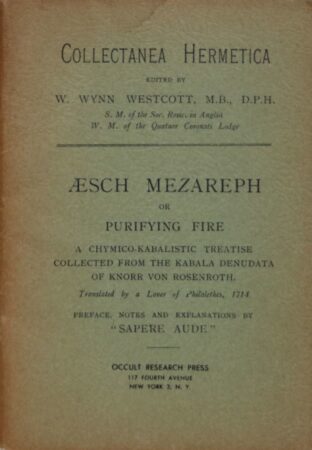 COLLECTANEA HERMETICA
EDITED BY
W. WYNN WESTCOTT, M.B., D.P.H.
S. M. of the Soc. Rosic. in Anglia
W. M. of the Quatuor Coronati Lodge
ÆSCH MEZAREPH
OR
PURIFYING FIRE
A CHYMICO-KABALISTIC TREATISE
COLLECTED FROM THE KABALA DENUDATA
OF KNORR VON ROSENROTH.
Translated by a Lover of Philalethes, 1714
PREFACE, NOTES AND EXPLANATIONS BY
"SAPERE AUDE"
OCCULT RESEARCH PRESS
117 FOURTH AVENUE
NEW YORK 3, N. Y.